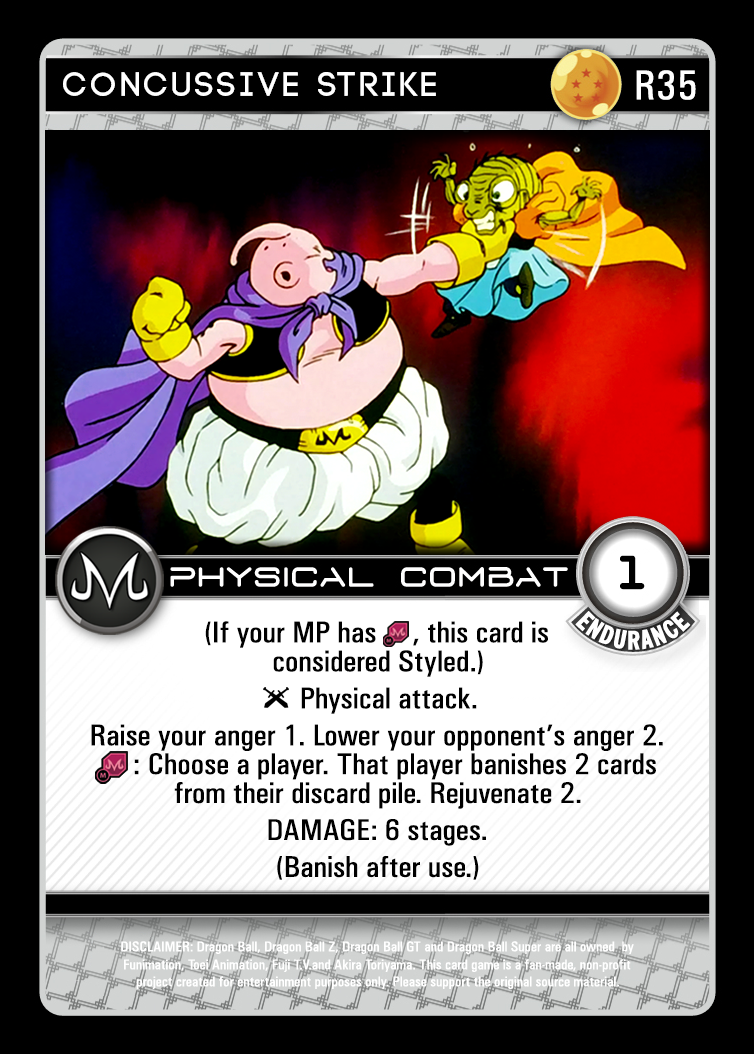 CONCUSSIVE STRIKE R35
PHYSICAL COMBAT 1
ENDURANCE
(If your MP has M, this card is
considered Styled.)
Physical attack.
Raise your anger 1. Lower your opponent's anger 2.
M: Choose a player. That player banishes 2 cards
from their discard pile. Rejuvenate 2.
DAMAGE: 6 stages.
(Banish after use.)
DISCLAIMER: Dragon Ball, Dragon Ball Z, Dragon Ball GT and Dragon Ball Super are all owned by
Funimation, Toei Animation, Fuji T.V.and Akira Toriyama. This card game is a fan-made, non-profit
project created for entertainment purposes only. Please support the original source material.